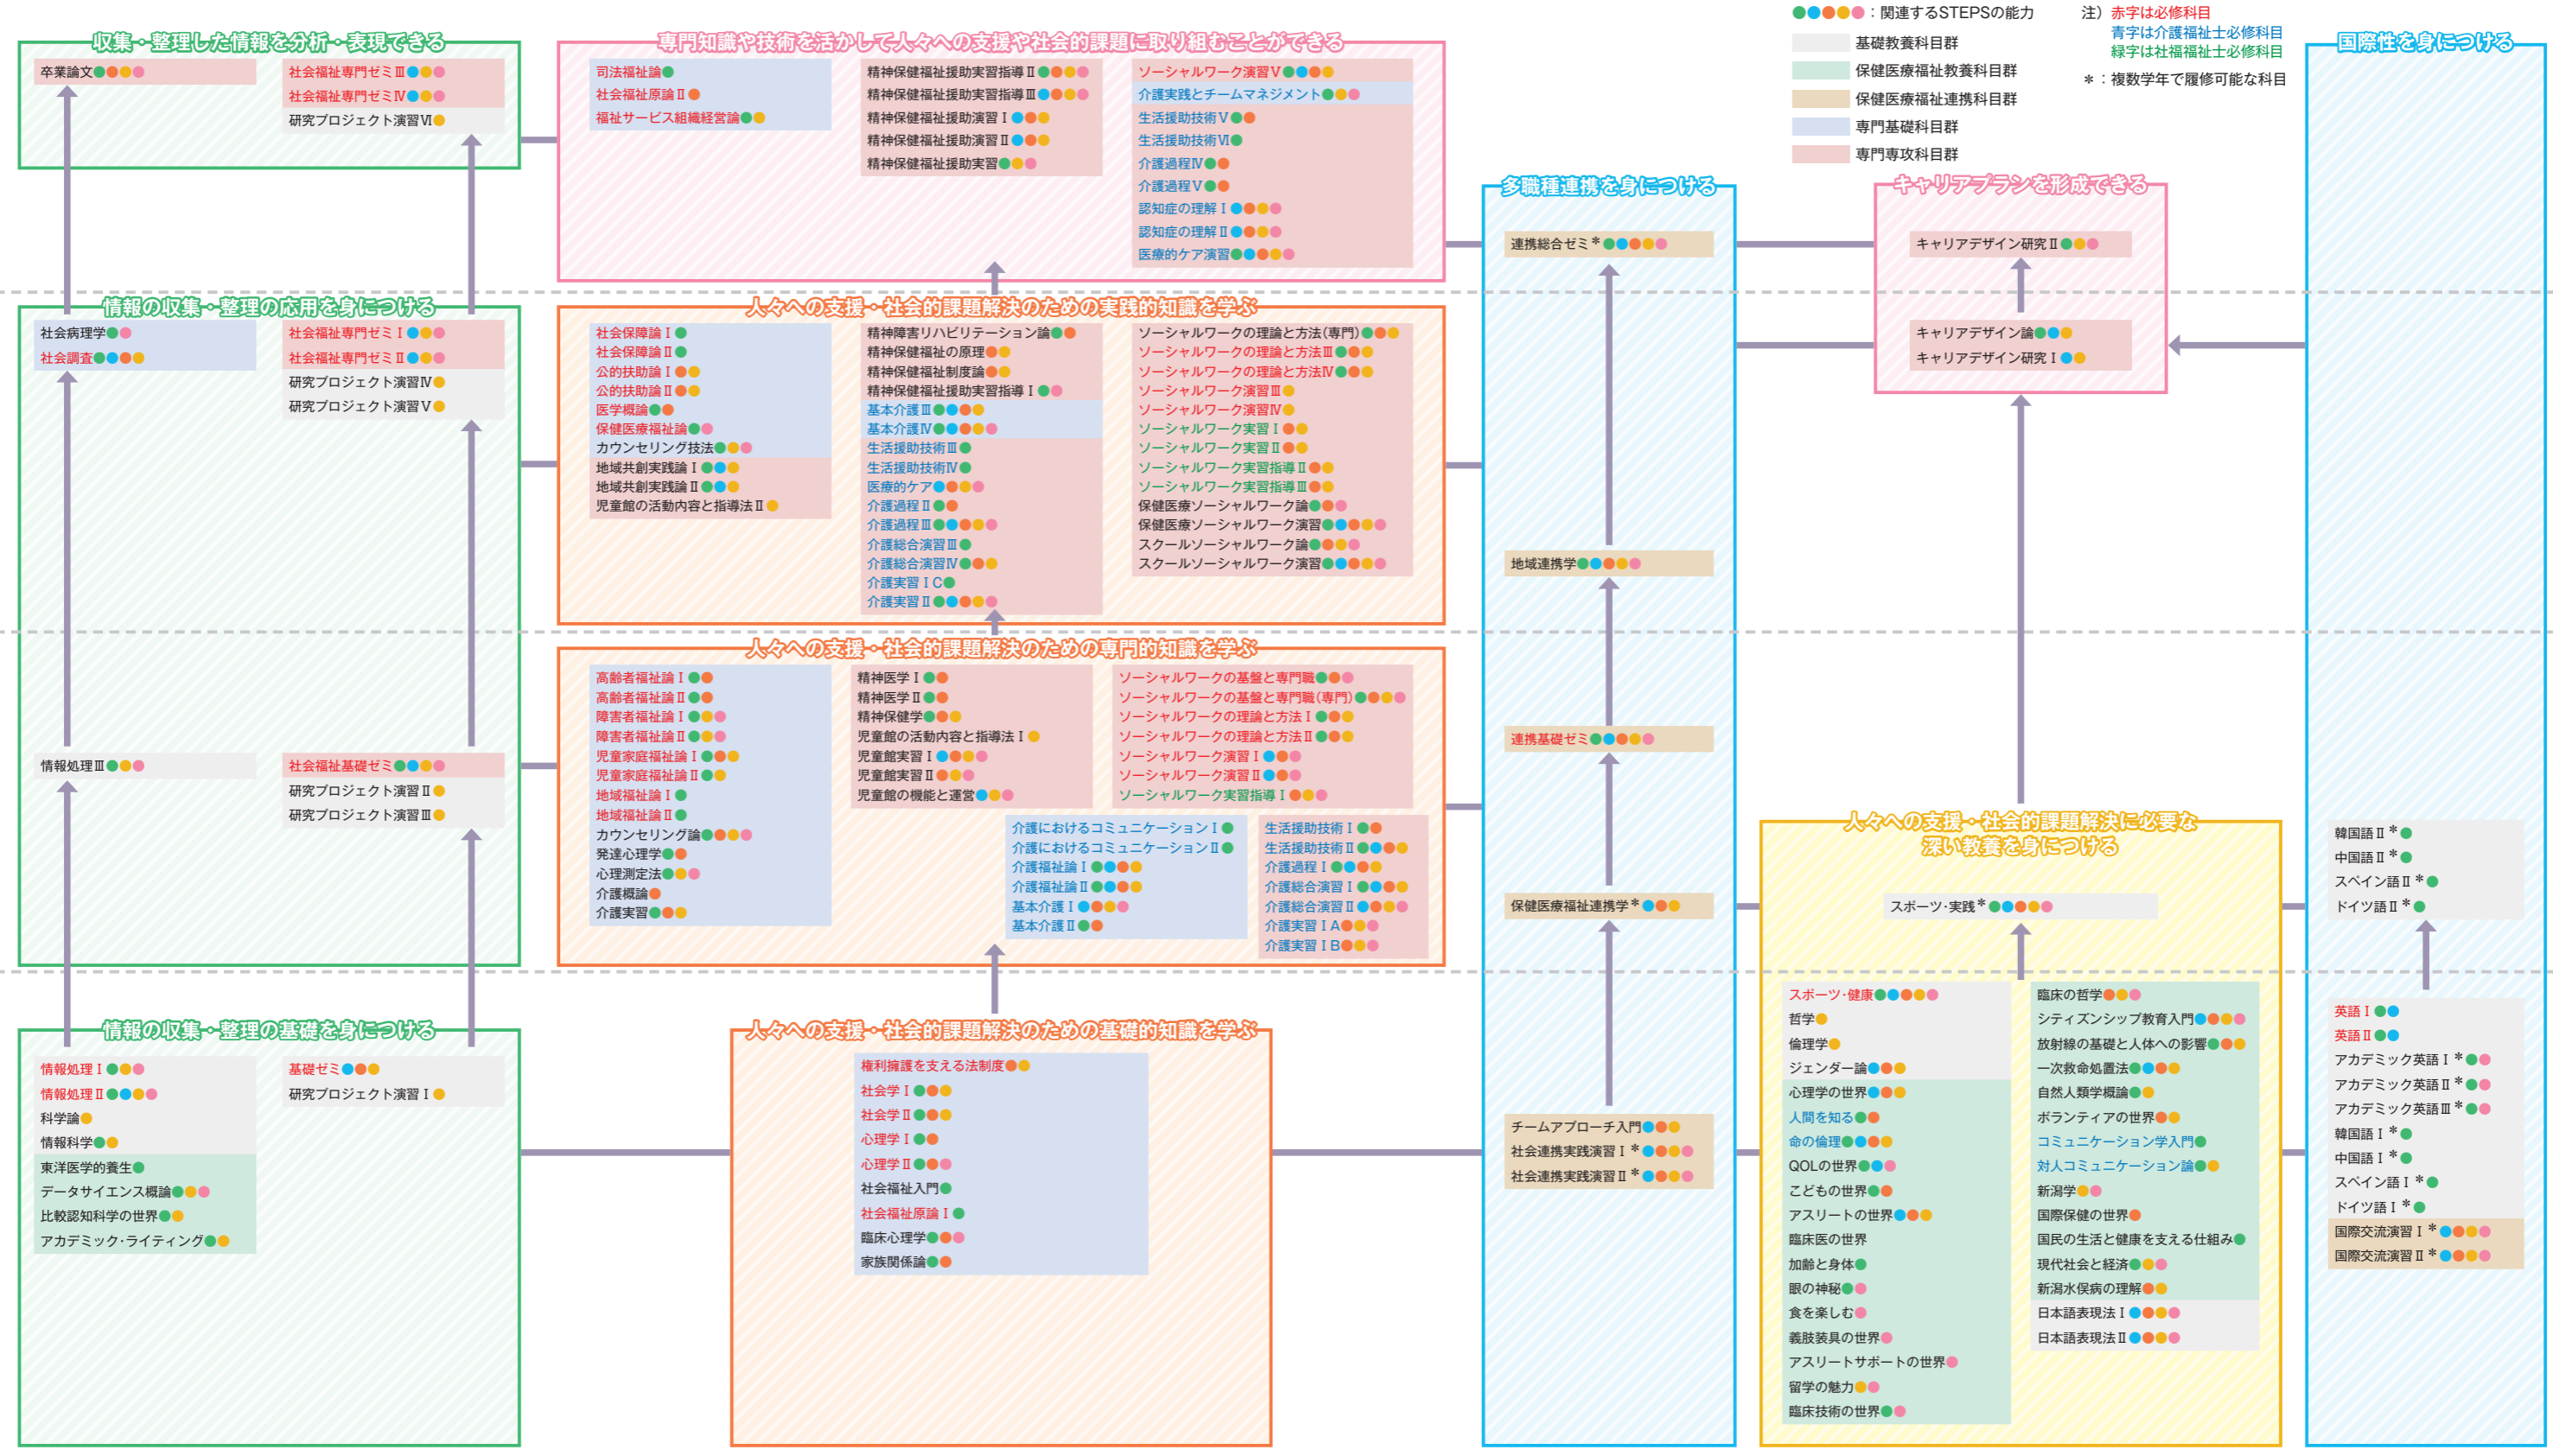 ：関連するSTEPSの能力
基礎教養科目群
保健医療福祉教養科目群
保健医療福祉連携科目群
専門基礎科目群
専門専攻科目群
注）赤字は必修科目
青字は介護福祉士必修科目
緑字は社福福祉士必修科目
＊：複数学年で履修可能な科目
収集・整理した情報を分析・表現できる
卒業論文
社会福祉専門ゼミⅢ
社会福祉専門ゼミⅣ
研究プロジェクト演習Ⅵ
専門知識や技術を活かして人々への支援や社会的課題に取り組むことができる
司法福祉論
社会福祉原論Ⅱ
福祉サービス組織経営論
精神保健福祉援助実習指導Ⅱ
精神保健福祉援助実習指導Ⅲ
精神保健福祉援助演習Ⅰ
精神保健福祉援助演習Ⅱ
精神保健福祉援助実習
ソーシャルワーク演習Ⅴ
介護実践とチームマネジメント
生活援助技術Ⅴ
生活援助技術Ⅵ
介護過程Ⅳ
介護過程Ⅴ
認知症の理解Ⅰ
認知症の理解Ⅱ
医療的ケア演習
情報の収集・整理の応用を身につける
社会病理学
社会調査
社会福祉専門ゼミⅠ
社会福祉専門ゼミⅡ
研究プロジェクト演習Ⅳ
研究プロジェクト演習Ⅴ
情報処理Ⅲ
社会福祉基礎ゼミ
研究プロジェクト演習Ⅱ
研究プロジェクト演習Ⅲ
人々への支援・社会的課題解決のための実践的知識を学ぶ
社会保障論Ⅰ
社会保障論Ⅱ
公的扶助論Ⅰ
公的扶助論Ⅱ
医学概論
保健医療福祉論
カウンセリング技法
地域共創実践論Ⅰ
地域共創実践論Ⅱ
児童館の活動内容と指導法Ⅱ
精神障害リハビリテーション論
精神保健福祉の原理
精神保健福祉制度論
精神保健福祉援助実習指導Ⅰ
基本介護Ⅲ
基本介護Ⅳ
生活援助技術Ⅲ
生活援助技術Ⅳ
医療的ケア
介護過程Ⅱ
介護過程Ⅲ
介護総合演習Ⅲ
介護総合演習Ⅳ
介護実習ⅠC
介護実習Ⅱ
ソーシャルワークの理論と方法(専門)
ソーシャルワークの理論と方法Ⅲ
ソーシャルワークの理論と方法Ⅳ
ソーシャルワーク演習Ⅲ
ソーシャルワーク演習Ⅳ
ソーシャルワーク実習Ⅰ
ソーシャルワーク実習Ⅱ
ソーシャルワーク実習指導Ⅱ
ソーシャルワーク実習指導Ⅲ
保健医療ソーシャルワーク論
保健医療ソーシャルワーク演習
スクールソーシャルワーク論
スクールソーシャルワーク演習
人々への支援・社会的課題解決のための専門的知識を学ぶ
高齢者福祉論Ⅰ
高齢者福祉論Ⅱ
障害者福祉論Ⅰ
障害者福祉論Ⅱ
児童家庭福祉論Ⅰ
児童家庭福祉論Ⅱ
地域福祉論Ⅰ
地域福祉論Ⅱ
カウンセリング論
発達心理学
心理測定法
介護概論
介護実習
精神医学Ⅰ
精神医学Ⅱ
精神保健学
児童館の活動内容と指導法Ⅰ
児童館実習Ⅰ
児童館実習Ⅱ
児童館の機能と運営
ソーシャルワークの基盤と専門職
ソーシャルワークの基盤と専門職(専門)
ソーシャルワークの理論と方法Ⅰ
ソーシャルワークの理論と方法Ⅱ
ソーシャルワーク演習Ⅰ
ソーシャルワーク演習Ⅱ
ソーシャルワーク実習指導Ⅰ
介護におけるコミュニケーションⅠ
介護におけるコミュニケーションⅡ
介護福祉論Ⅰ
介護福祉論Ⅱ
基本介護Ⅰ
基本介護Ⅱ
生活援助技術Ⅰ
生活援助技術Ⅱ
介護過程Ⅰ
介護総合演習Ⅰ
介護総合演習Ⅱ
介護実習ⅠA
介護実習ⅠB
情報の収集・整理の基礎を身につける
情報処理Ⅰ
情報処理Ⅱ
科学論
情報科学
東洋医学的養生
データサイエンス概論
比較認知科学の世界
アカデミック・ライティング
基礎ゼミ
研究プロジェクト演習Ⅰ
人々への支援・社会的課題解決のための基礎的知識を学ぶ
権利擁護を支える法制度
社会学Ⅰ
社会学Ⅱ
心理学Ⅰ
心理学Ⅱ
社会福祉入門
社会福祉原論Ⅰ
臨床心理学
家族関係論
多職種連携を身につける
連携総合ゼミ＊
地域連携学
連携基礎ゼミ
保健医療福祉連携学＊
チームアプローチ入門
社会連携実践演習Ⅰ＊
社会連携実践演習Ⅱ＊
キャリアプランを形成できる
キャリアデザイン研究Ⅱ
キャリアデザイン論
キャリアデザイン研究Ⅰ
人々への支援・社会的課題解決に必要な
深い教養を身につける
スポーツ・実践＊
スポーツ・健康
哲学
倫理学
ジェンダー論
心理学の世界
人間を知る
命の倫理
QOLの世界
こどもの世界
アスリートの世界
臨床医の世界
加齢と身体
眼の神秘
食を楽しむ
義肢装具の世界
アスリートサポートの世界
留学の魅力
臨床技術の世界
臨床の哲学
シティズンシップ教育入門
放射線の基礎と人体への影響
一次救命処置法
自然人類学概論
ボランティアの世界
コミュニケーション学入門
対人コミュニケーション論
新潟学
国際保健の世界
国民の生活と健康を支える仕組み
現代社会と経済
新潟水俣病の理解
日本語表現法Ⅰ
日本語表現法Ⅱ
国際性を身につける
韓国語Ⅱ＊
中国語Ⅱ＊
スペイン語Ⅱ＊
ドイツ語Ⅱ＊
英語Ⅰ
英語Ⅱ
アカデミック英語Ⅰ＊
アカデミック英語Ⅱ＊
アカデミック英語Ⅲ＊
韓国語Ⅰ＊
中国語Ⅰ＊
スペイン語Ⅰ＊
ドイツ語Ⅰ＊
国際交流演習Ⅰ＊
国際交流演習Ⅱ＊